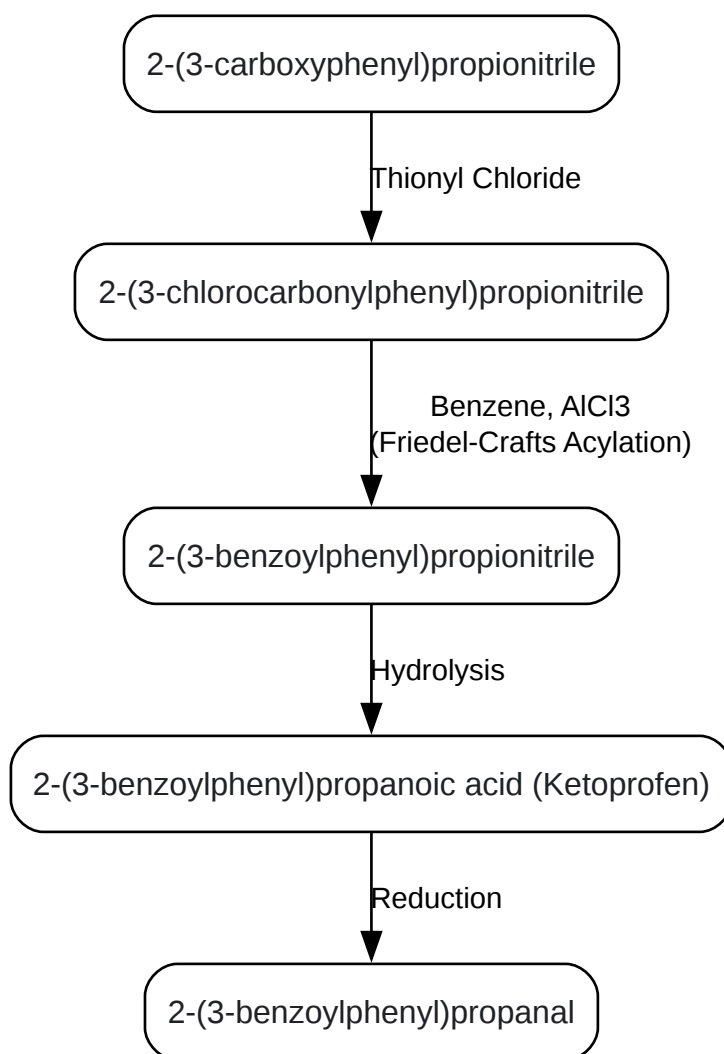 2-(3-carboxyphenyl)propionitrile
Thionyl Chloride
2-(3-chlorocarbonylphenyl)propionitrile
Benzene, AlCl3
(Friedel-Crafts Acylation)
2-(3-benzoylphenyl)propionitrile
Hydrolysis
2-(3-benzoylphenyl)propanoic acid (Ketoprofen)
Reduction
2-(3-benzoylphenyl)propanal